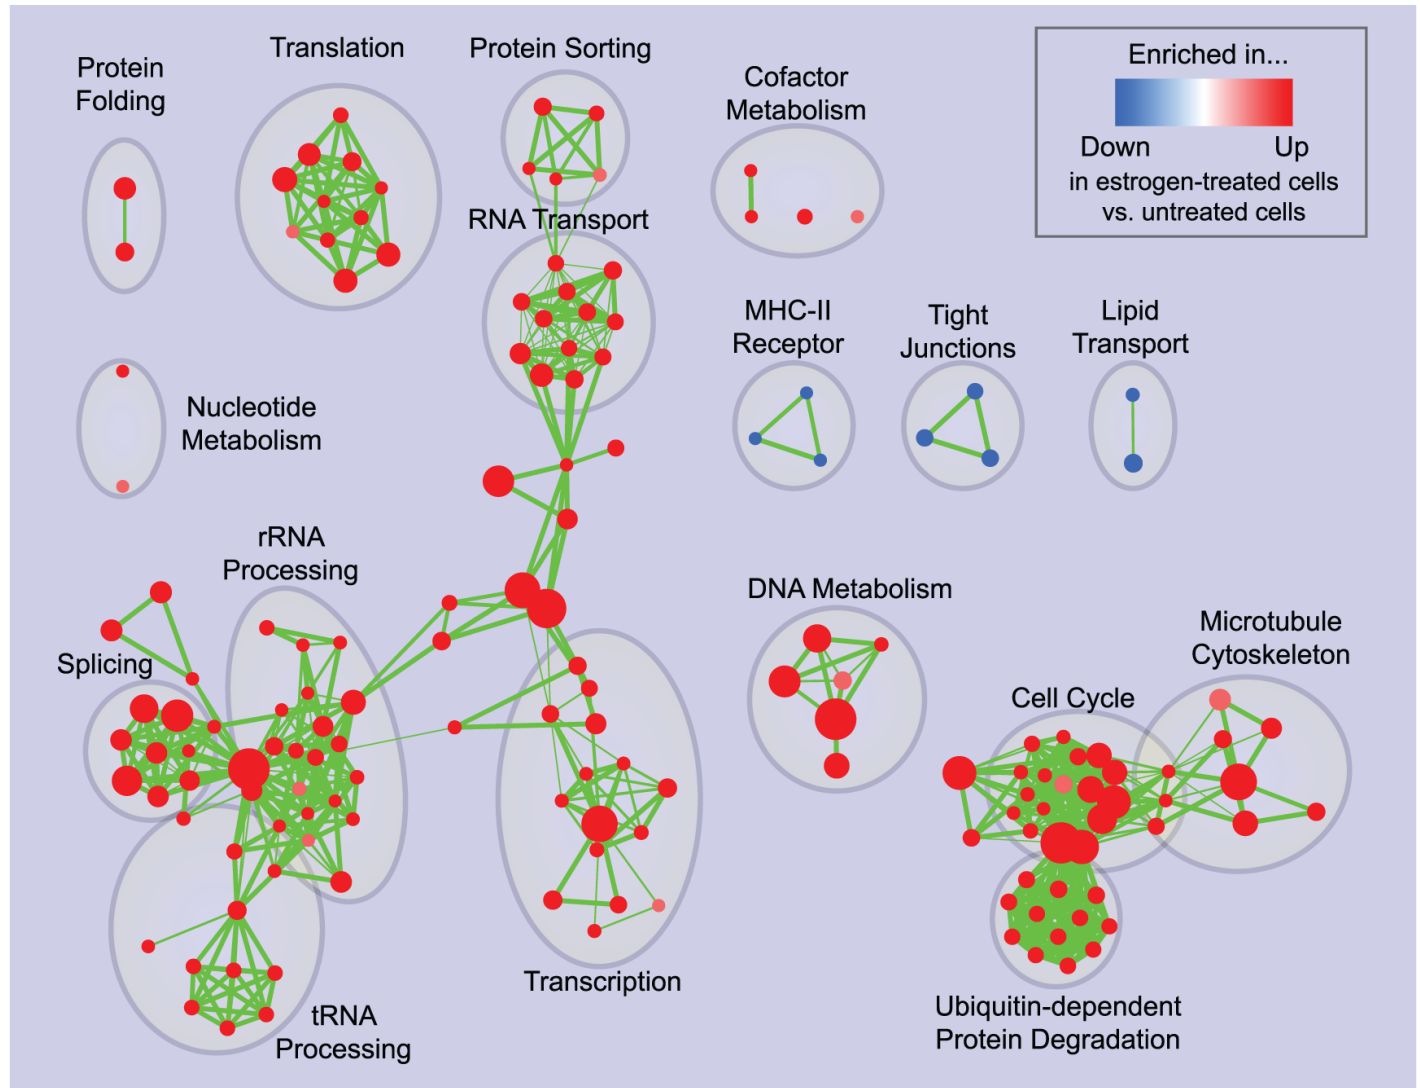 Protein
Folding
Translation
Protein Sorting
Cofactor
Metabolism
Enriched in...
Down
Up
in estrogen-treated cells
vs. untreated cells
RNA Transport
MHC-II
Receptor
Tight
Junctions
Lipid
Transport
Nucleotide
Metabolism
rRNA
Processing
Splicing
DNA Metabolism
Microtubule
Cytoskeleton
Cell Cycle
Transcription
Ubiquitin-dependent
Protein Degradation
tRNA
Processing